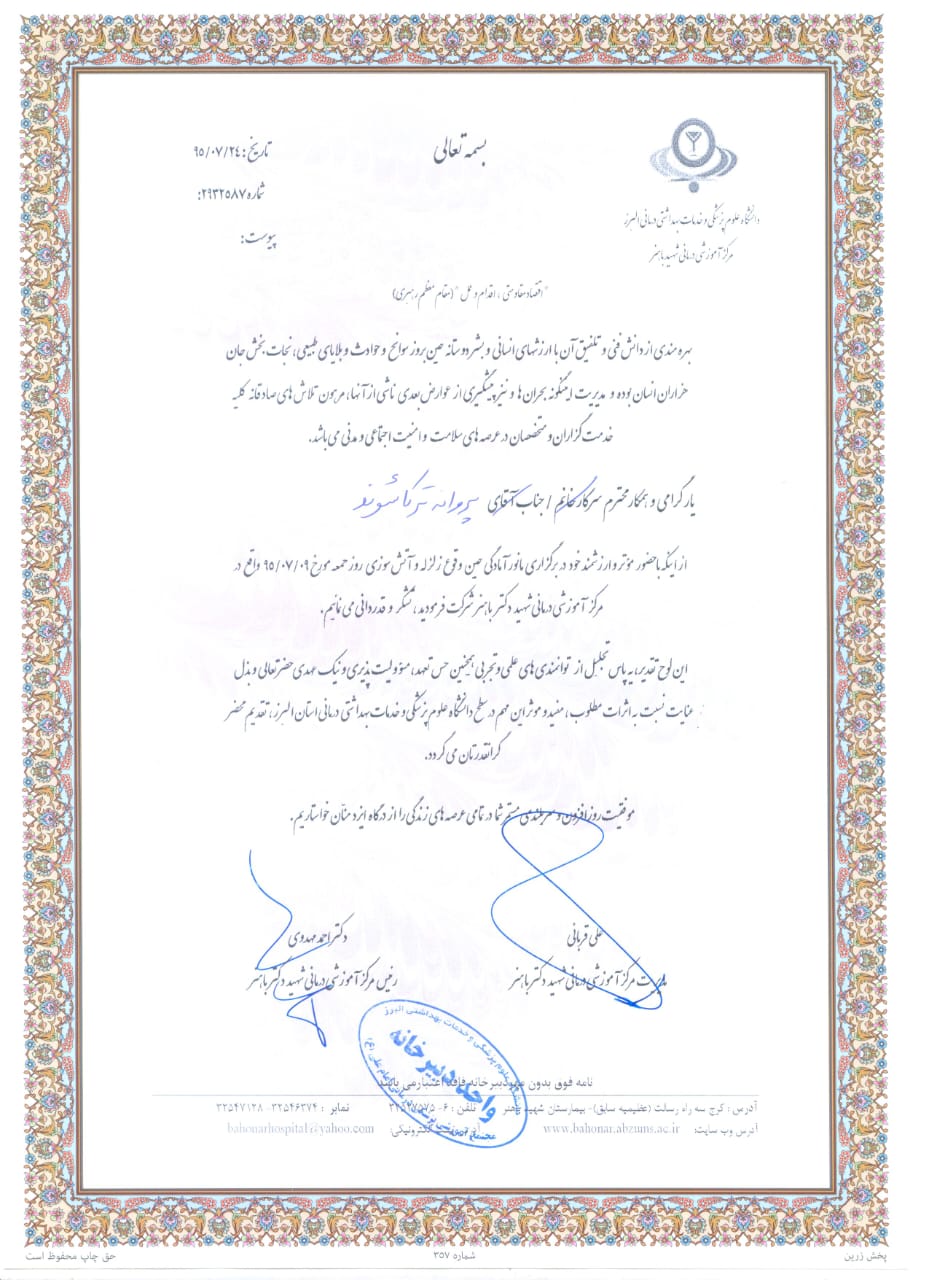 بسمه تعالی
تاریخ: ۹۵/۰۷/۲۴
شماره ۲۹۳۲۵۸۷:
پیوست:
دانشگاه علوم پزشکی و خدمات بهداشتی درمانی البرز
مرکز آموزشی درمانی شهید باهنر
"اقتصاد مقاومتی، اقدام و عمل" (مقام معظم رهبری)
بهره مندی از دانش فنی و تلفیق آن با ارزشهای انسانی و بشردوستانه حین بروز سوانح و حوادث و بلایای طبیعی، نجات بخش جان
هزاران انسان بوده و مدیریت اینگونه بحران ها و نیز پیشگیری از عوارض بعدی ناشی از آنها، مرهون تلاش های صادقانه کلیه
خدمت گزاران و متخصصان در عرصه های سلامت و امنیت اجتماعی و مدنی می باشد.
یار گرامی و همکار محترم سرکار خانم / جناب آقای پروانه ترکاشوند
از اینکه با حضور مؤثر و ارزشمند خود در برگزاری مانور آمادگی حین وقوع زلزله و آتش سوزی روز جمعه مورخ ۹۵/۰۷/۰۹ واقع در
مرکز آموزشی درمانی شهید دکتر باهنر شرکت فرمودید، تشکر و قدردانی می نمایم.
این لوح تقدیر، به پاس تجلیل از توانمندی های علمی و تجربی همچنین حس تعهد، مسؤولیت پذیری و نیک عهدی حضرتعالی و بذل
عنایت نسبت به اثرات مطلوب، مفید و موثر این مهم در سطح دانشگاه علوم پزشکی و خدمات بهداشتی درمانی استان البرز، تقدیم محضر
گرانقدرتان می گردد.
موفقیت روز افزون و سربلندی مستمر شما در تمامی عرصه های زندگی را از درگاه ایزد منّان خواستاریم.
علی قربانی
مدیریت مرکز آموزشی درمانی شهید دکتر باهنر
دکتر احمد مهدوی
رئیس مرکز آموزشی درمانی شهید دکتر باهنر
علوم پزشکی و خدمات بهداشتی البرز
واحد دبیرخانه
نامه فوق بدون مهر دبیرخانه فاقد اعتبار می باشد
آدرس: کرج سه راه رسالت (عظیمیه سابق)- بیمارستان شهید باهنر تلفن: ۶- نمابر: ۳۲۵۴۶۳۷۴- ۳۲۵۴۷۱۲۸
آدرس وب سایت: www.bahonar.abzums.ac.ir الکترونیکی: bahonarhospital@yahoo.com
پخش زرین
شماره ۳۵۷
حق چاپ محفوظ است